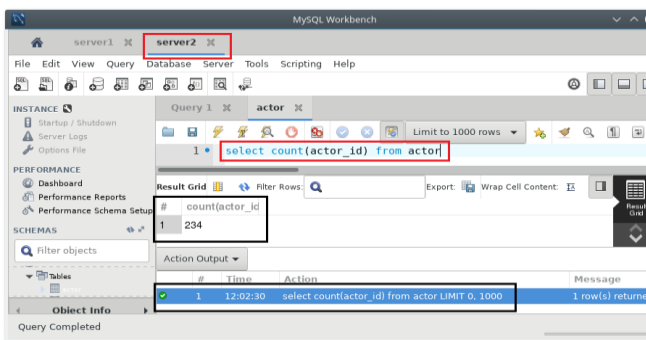 MySQL Workbench
server1
server2
File Edit View Query Database Server Tools Scripting Help
INSTANCE
Startup / Shutdown
Server Logs
Options File
PERFORMANCE
Dashboard
Performance Reports
Performance Schema Setup
SCHEMAS
Filter objects
Tables
Object Info
Query Completed
Query 1
actor
Limit to 1000 rows
1 select count(actor_id) from actor
Result Grid Filter Rows: Export: Wrap Cell Content:
Result Grid
# count(actor_id
1 234
Action Output
# Time Action Message
1 12:02:30 select count(actor_id) from actor LIMIT 0, 1000 1 row(s) returne